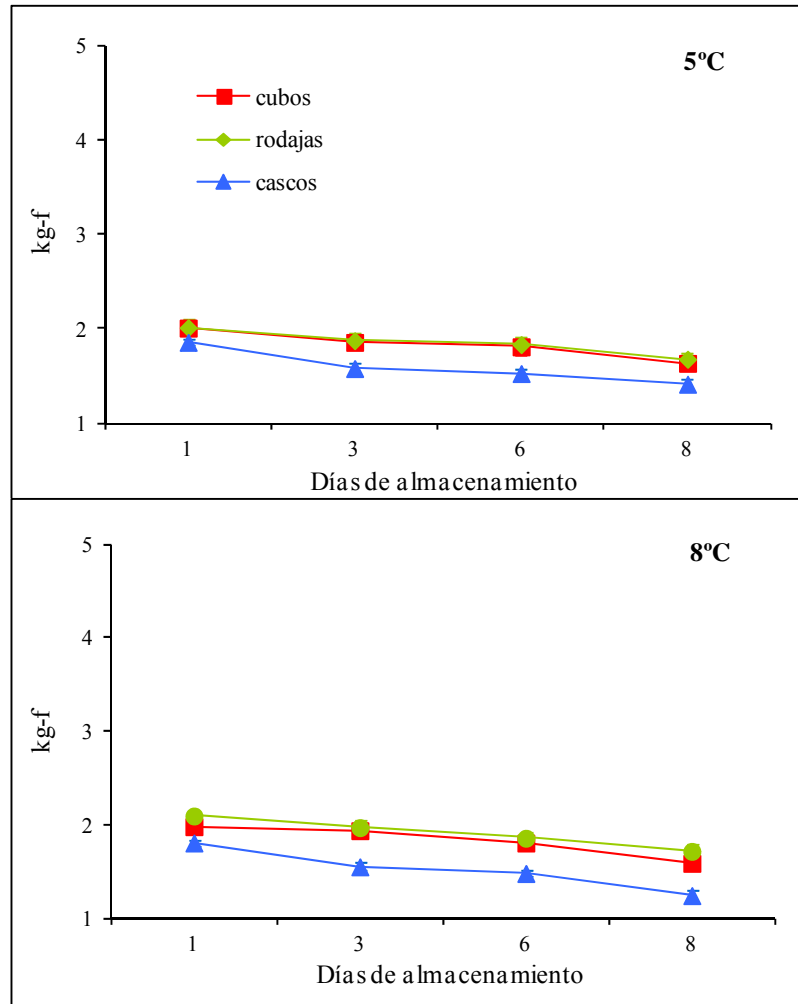 5
5ºC
cubos
4
rodajas
cascos
3
kg-f
2
1
1 3 6 8
Días de almacenamiento
5
8ºC
4
3
kg-f
2
1
1 3 6 8
Días de almacenamiento